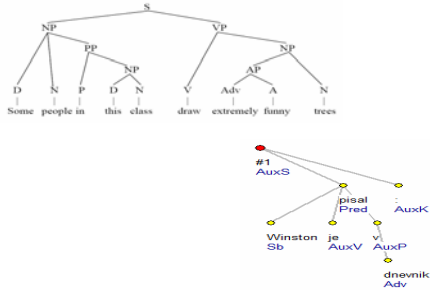 S
NP VP
PP NP
NP AP
D N P D N V Adv A N
Some people in this class draw extremely funny trees
#1
AuxS
pisal :
Pred AuxK
Winston je v
Sb AuxV AuxP
dnevnik
Adv